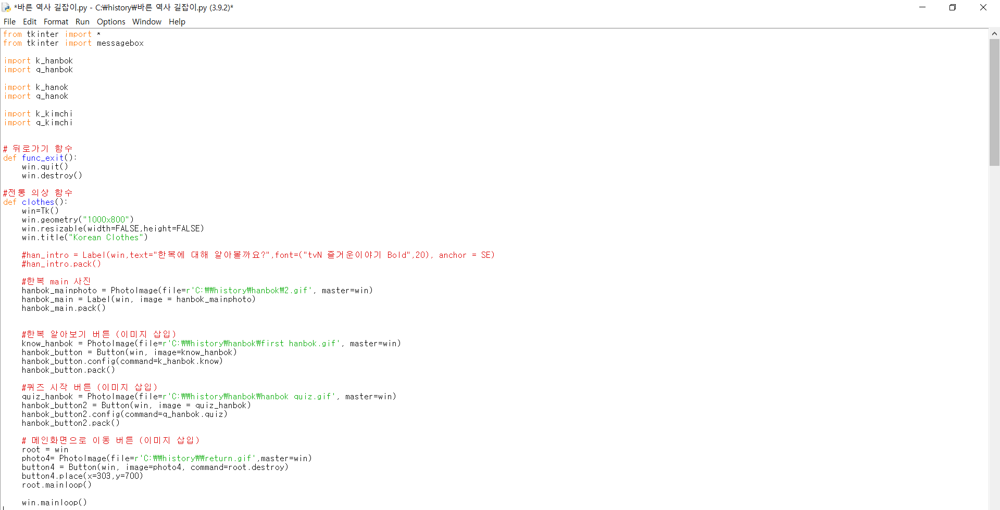 *바른 역사 길잡이.py - C:\history\바른 역사 길잡이.py (3.9.2)*
File Edit Format Run Options Window Help
from tkinter import *
from tkinter import messagebox
import k_hanbok
import q_hanbok
import k_hanok
import q_hanok
import k_kimchi
import q_kimchi
# 뒤로가기 함수
def func_exit():
    win.quit()
    win.destroy()
#전통 의상 함수
def clothes():
    win=Tk()
    win.geometry("1000x800")
    win.resizable(width=FALSE,height=FALSE)
    win.title("Korean Clothes")
    #han_intro = Label(win,text="한복에 대해 알아볼까요?",font=("tvN 즐거운이야기 Bold",20), anchor = SE)
    #han_intro.pack()
    #한복 main 사진
    hanbok_mainphoto = PhotoImage(file=r'C:₩₩history₩hanbok₩2.gif', master=win)
    hanbok_main = Label(win, image = hanbok_mainphoto)
    hanbok_main.pack()
    #한복 알아보기 버튼 (이미지 삽입)
    know_hanbok = PhotoImage(file=r'C:₩₩history₩hanbok₩first hanbok.gif', master=win)
    hanbok_button = Button(win, image=know_hanbok)
    hanbok_button.config(command=k_hanbok.know)
    hanbok_button.pack()
    #퀴즈 시작 버튼 (이미지 삽입)
    quiz_hanbok = PhotoImage(file=r'C:₩₩history₩hanbok₩hanbok quiz.gif', master=win)
    hanbok_button2 = Button(win, image = quiz_hanbok)
    hanbok_button2.config(command=q_hanbok.quiz)
    hanbok_button2.pack()
    # 메인화면으로 이동 버튼 (이미지 삽입)
    root = win
    photo4= PhotoImage(file=r'C:₩₩history₩₩return.gif',master=win)
    button4 = Button(win, image=photo4, command=root.destroy)
    button4.place(x=303,y=700)
    root.mainloop()
    win.mainloop()